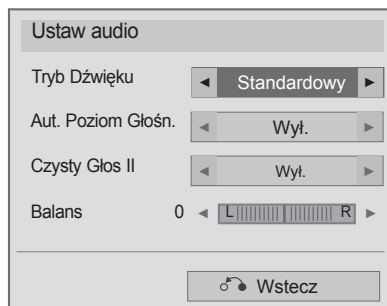 Ustaw audio
Tryb Dźwięku ◄ Standardowy ►
Aut. Poziom Głośn. ◄ Wył. ►
Czysty Głos II ◄ Wył. ►
Balans 0 ◄ L R ►
Wstecz